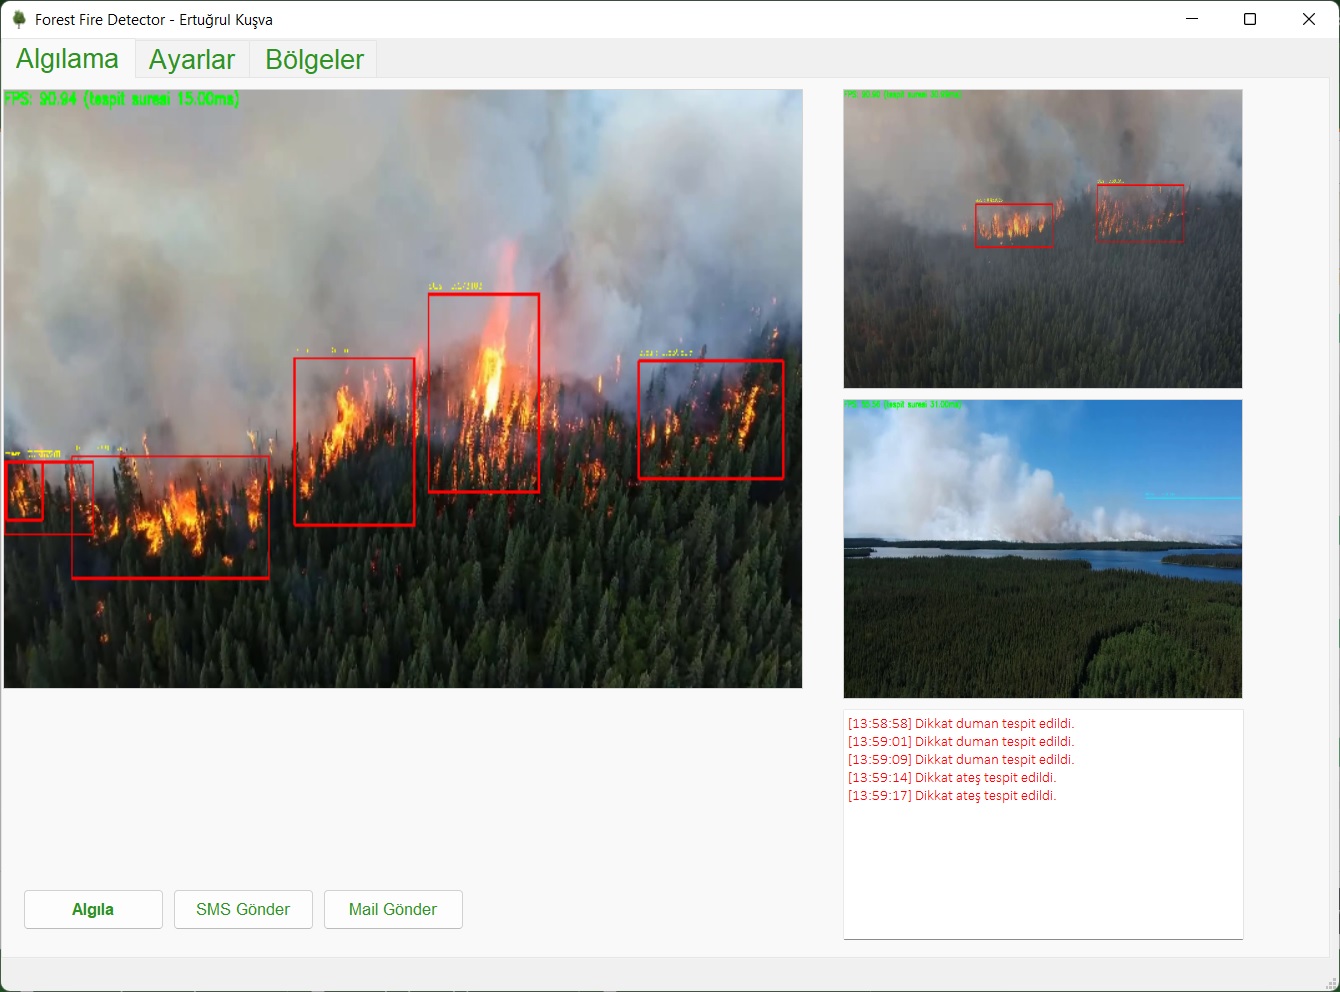 Forest Fire Detector - Ertuğrul Kuşva
Algılama
Ayarlar
Bölgeler
FPS: 90.94 (tespit suresi 15.00ms)
[13:58:58] Dikkat duman tespit edildi.
[13:59:01] Dikkat duman tespit edildi.
[13:59:09] Dikkat duman tespit edildi.
[13:59:14] Dikkat ateş tespit edildi.
[13:59:17] Dikkat ateş tespit edildi.
Algıla
SMS Gönder
Mail Gönder